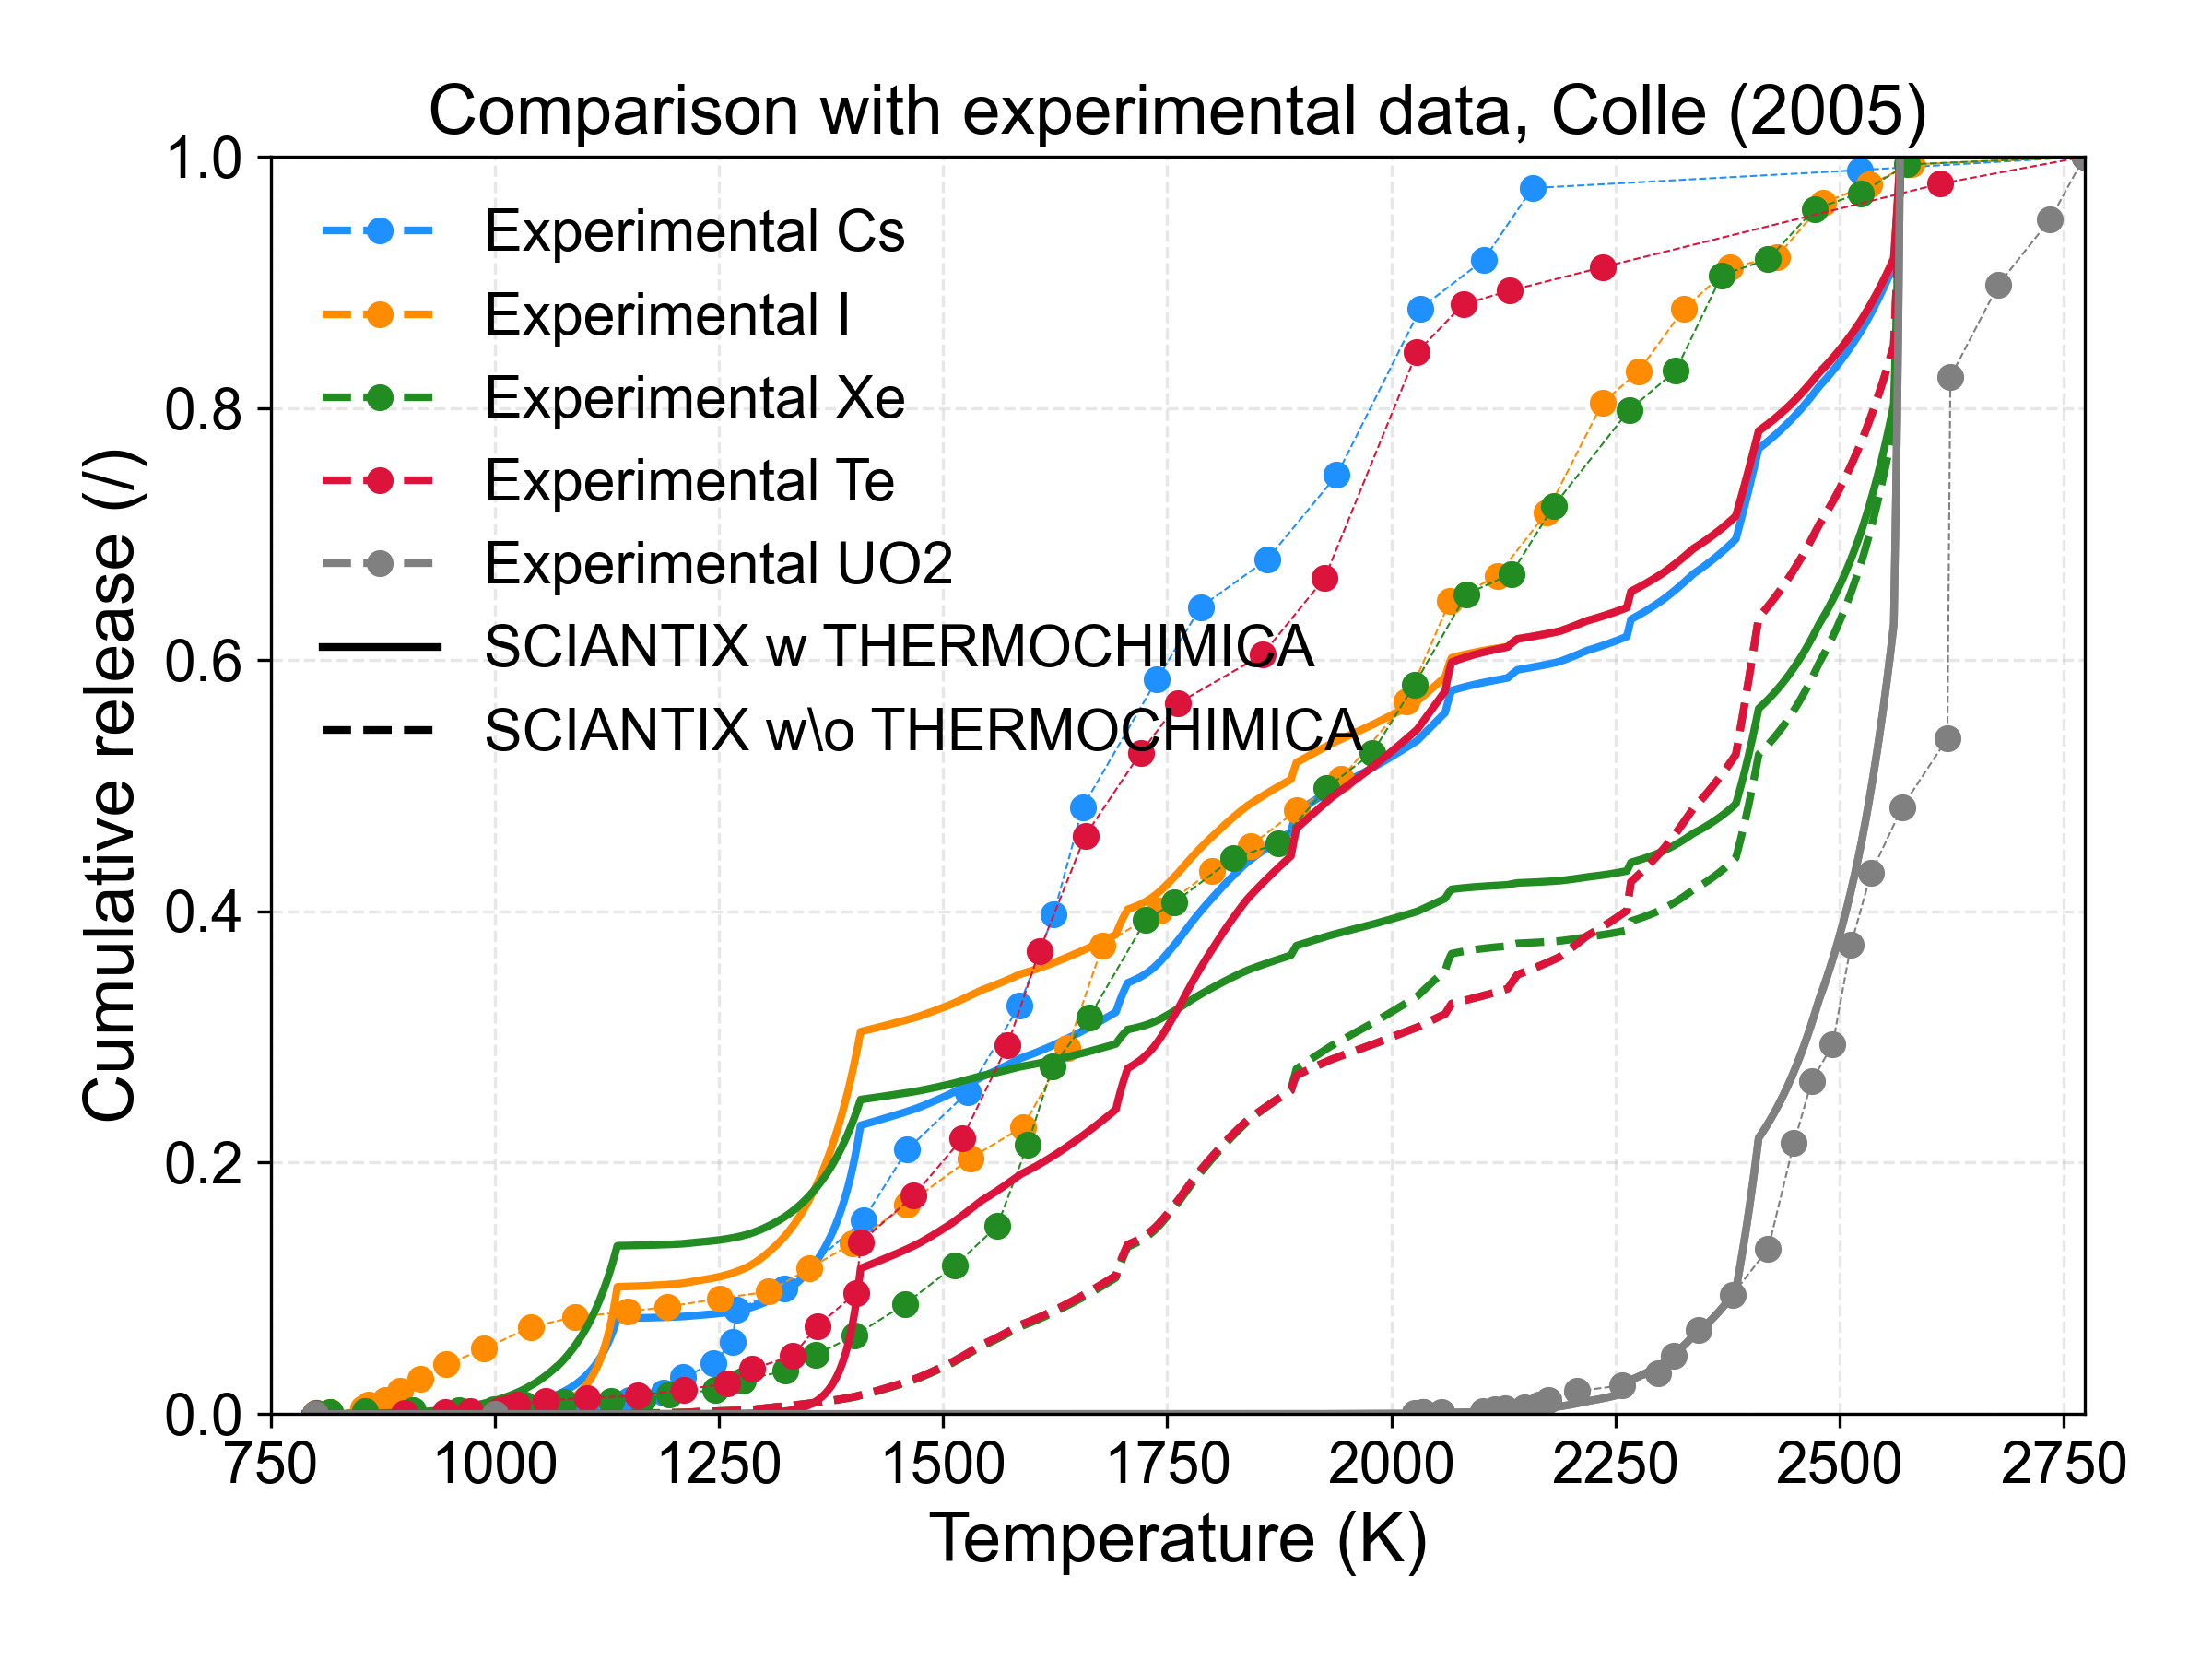 Comparison with experimental data, Colle (2005)
1.0
0.8
0.6
0.4
0.2
0.0
Cumulative release (/)
Experimental Cs
Experimental I
Experimental Xe
Experimental Te
Experimental UO2
SCIANTIX w THERMOCHIMICA
SCIANTIX w\o THERMOCHIMICA
750 1000 1250 1500 1750 2000 2250 2500 2750
Temperature (K)